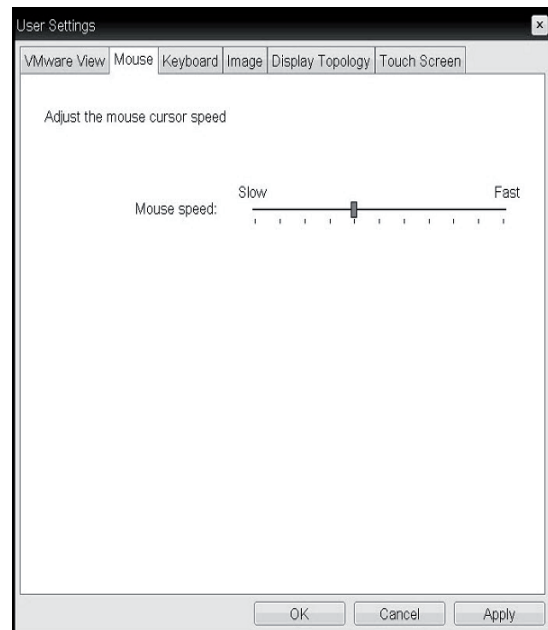 User Settings
VMware View Mouse Keyboard Image Display Topology Touch Screen
Adjust the mouse cursor speed
Slow Fast
Mouse speed:
OK Cancel Apply